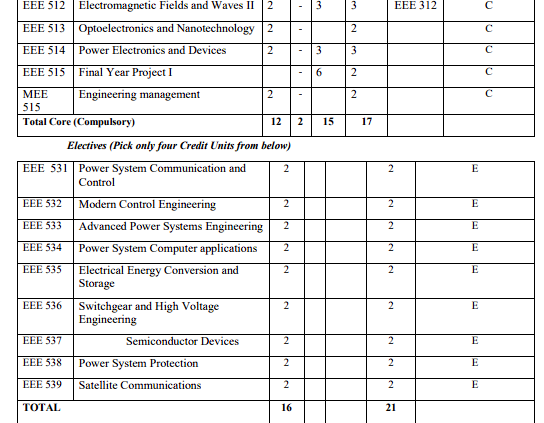 EEE 512 Electromagnetic Fields and Waves II 2 - 3 3 EEE 312 C
EEE 513 Optoelectronics and Nanotechnology 2 - 2 C
EEE 514 Power Electronics and Devices 2 - 3 3 C
EEE 515 Final Year Project I - 6 2 C
MEE Engineering management 2 - 2 C
515
Total Core (Compulsory) 12 2 15 17
Electives (Pick only four Credit Units from below)
EEE 531 Power System Communication and 2 2 E
Control
EEE 532 Modern Control Engineering 2 2 E
EEE 533 Advanced Power Systems Engineering 2 2 E
EEE 534 Power System Computer applications 2 2 E
EEE 535 Electrical Energy Conversion and 2 2 E
Storage
EEE 536 Switchgear and High Voltage 2 2 E
Engineering
EEE 537 Semiconductor Devices 2 2 E
EEE 538 Power System Protection 2 2 E
EEE 539 Satellite Communications 2 2 E
TOTAL 16 21